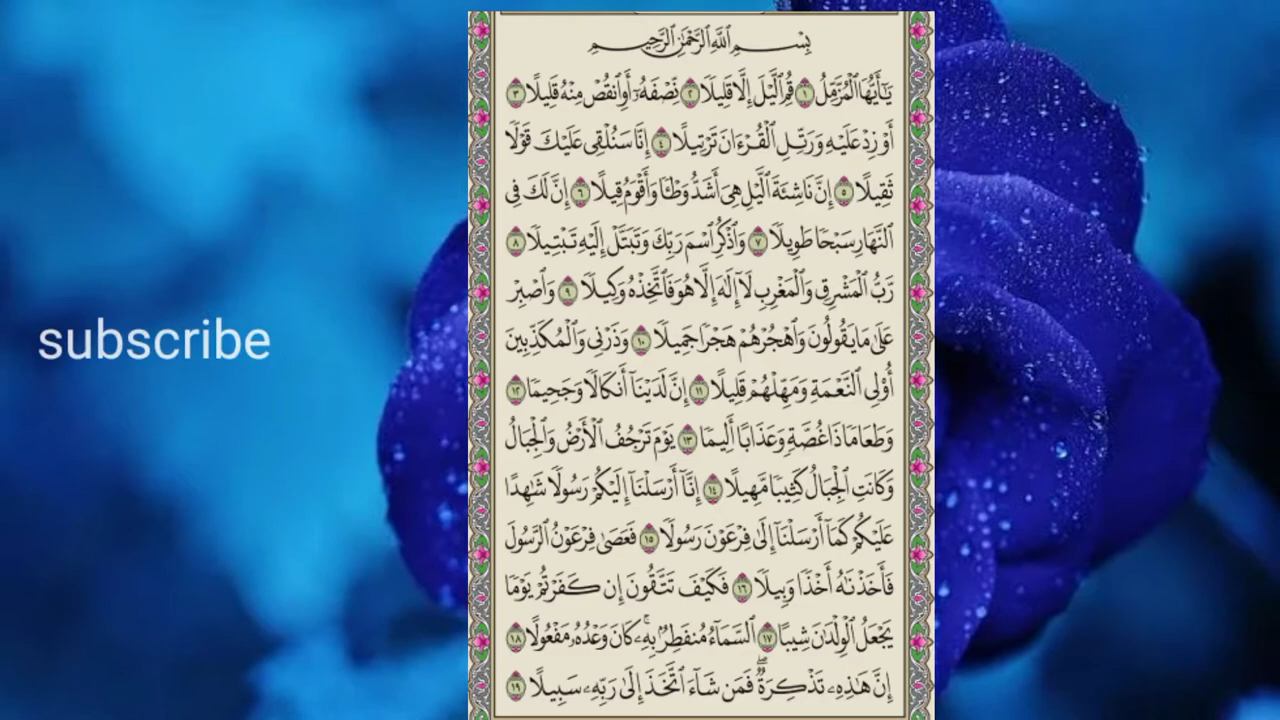 بِسْمِ ٱللَّهِ ٱلرَّحْمَٰنِ ٱلرَّحِيمِ
يَٰٓأَيُّهَا ٱلْمُزَّمِّلُ ١ قُمِ ٱلَّيْلَ إِلَّا قَلِيلًا ٢ نِّصْفَهُۥٓ أَوِ ٱنقُصْ مِنْهُ قَلِيلًا ٣
أَوْ زِدْ عَلَيْهِ وَرَتِّلِ ٱلْقُرْءَانَ تَرْتِيلًا ٤ إِنَّا سَنُلْقِى عَلَيْكَ قَوْلًا
ثَقِيلًا ٥ إِنَّ نَاشِئَةَ ٱلَّيْلِ هِىَ أَشَدُّ وَطْـًٔا وَأَقْوَمُ قِيلًا ٦ إِنَّ لَكَ فِى
ٱلنَّهَارِ سَبْحًا طَوِيلًا ٧ وَٱذْكُرِ ٱسْمَ رَبِّكَ وَتَبَتَّلْ إِلَيْهِ تَبْتِيلًا ٨
رَّبُّ ٱلْمَشْرِقِ وَٱلْمَغْرِبِ لَآ إِلَٰهَ إِلَّا هُوَ فَٱتَّخِذْهُ وَكِيلًا ٩ وَٱصْبِرْ
عَلَىٰ مَا يَقُولُونَ وَٱهْجُرْهُمْ هَجْرًا جَمِيلًا ١٠ وَذَرْنِى وَٱلْمُكَذِّبِينَ
أُو۟لِى ٱلنَّعْمَةِ وَمَهِّلْهُمْ قَلِيلًا ١١ إِنَّ لَدَيْنَآ أَنكَالًا وَجَحِيمًا ١٢
وَطَعَامًا ذَا غُصَّةٍ وَعَذَابًا أَلِيمًا ١٣ يَوْمَ تَرْجُفُ ٱلْأَرْضُ وَٱلْجِبَالُ
وَكَانَتِ ٱلْجِبَالُ كَثِيبًا مَّهِيلًا ١٤ إِنَّآ أَرْسَلْنَآ إِلَيْكُمْ رَسُولًا شَٰهِدًا
عَلَيْكُمْ كَمَآ أَرْسَلْنَآ إِلَىٰ فِرْعَوْنَ رَسُولًا ١٥ فَعَصَىٰ فِرْعَوْنُ ٱلرَّسُولَ
فَأَخَذْنَٰهُ أَخْذًا وَبِيلًا ١٦ فَكَيْفَ تَتَّقُونَ إِن كَفَرْتُمْ يَوْمًا
يَجْعَلُ ٱلْوِلْدَٰنَ شِيبًا ١٧ ٱلسَّمَآءُ مُنفَطِرٌۢ بِهِۦ ۚ كَانَ وَعْدُهُۥ مَفْعُولًا ١٨
إِنَّ هَٰذِهِۦ تَذْكِرَةٌ ۖ فَمَن شَآءَ ٱتَّخَذَ إِلَىٰ رَبِّهِۦ سَبِيلًا ١٩
subscribe